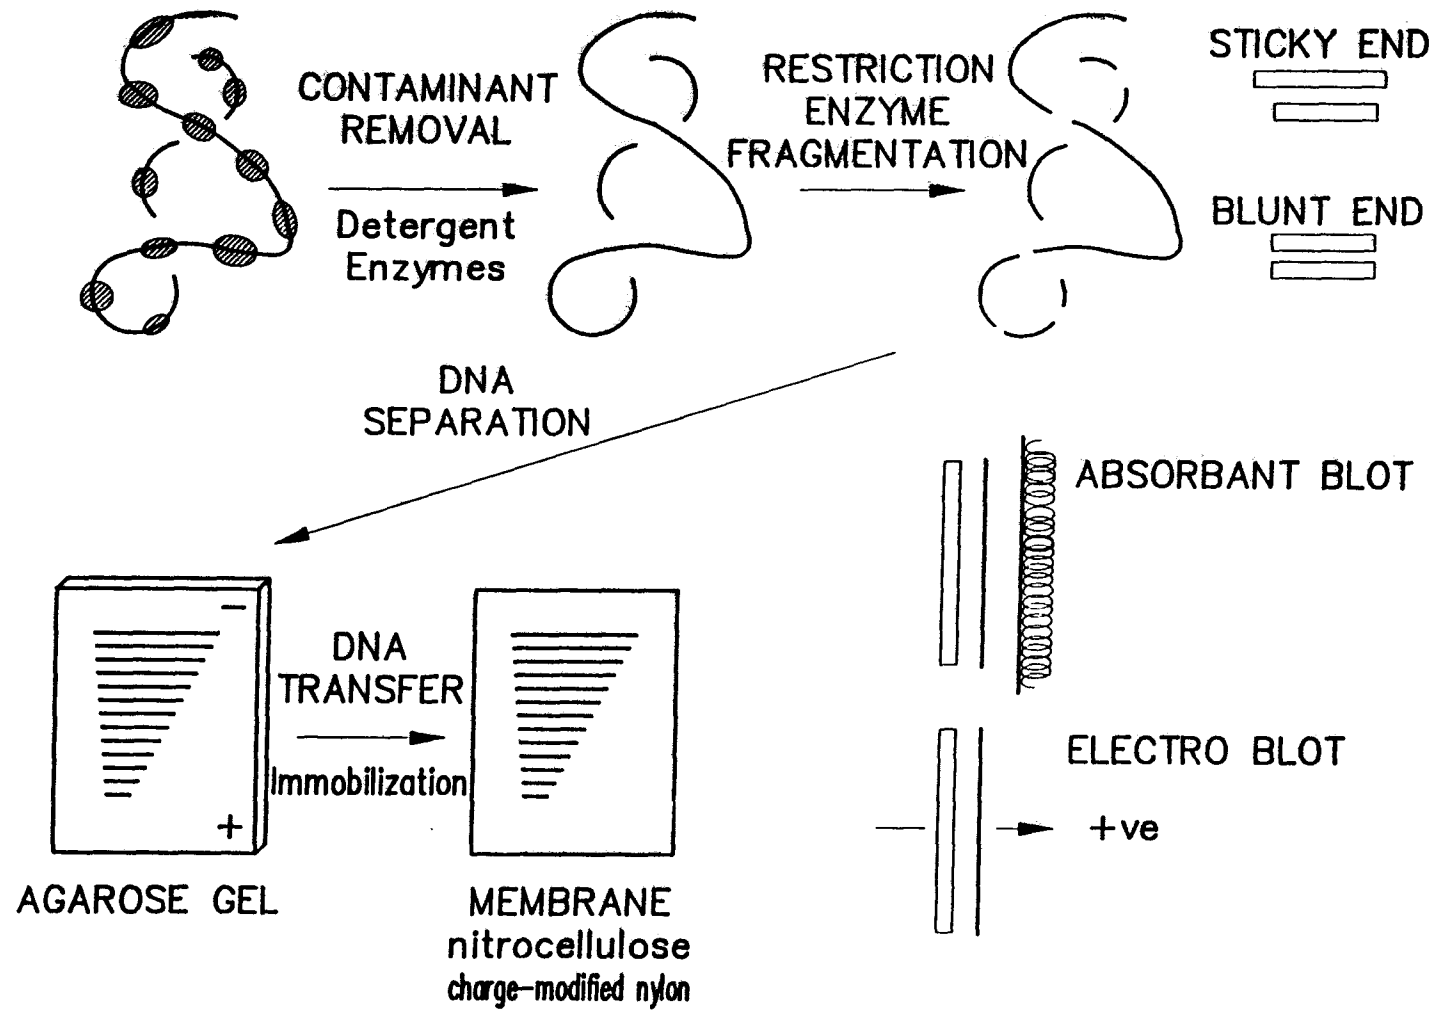 CONTAMINANT
REMOVAL
Detergent
Enzymes
RESTRICTION
ENZYME
FRAGMENTATION
STICKY END
BLUNT END
DNA
SEPARATION
ABSORBANT BLOT
−
+
AGAROSE GEL
DNA
TRANSFER
Immobilization
MEMBRANE
nitrocellulose
charge-modified nylon
ELECTRO BLOT
+ve